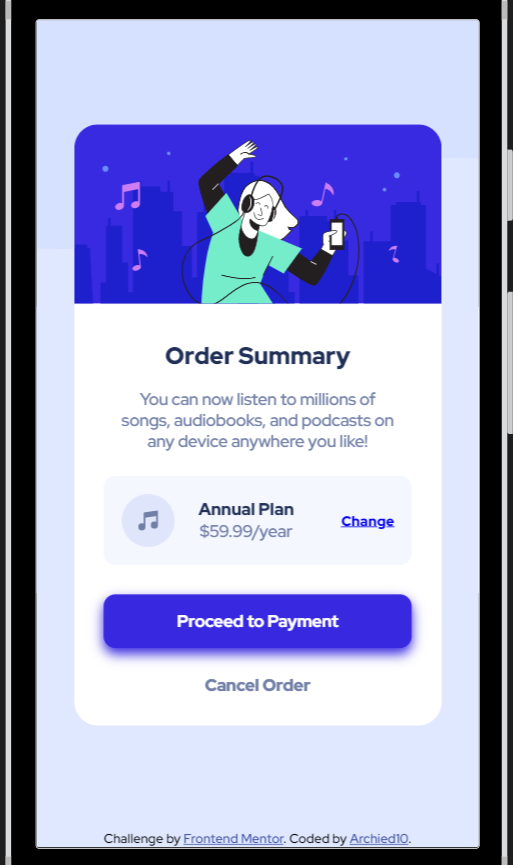 Order Summary
You can now listen to millions of
songs, audiobooks, and podcasts on
any device anywhere you like!
Annual Plan
$59.99/year
Change
Proceed to Payment
Cancel Order
Challenge by Frontend Mentor. Coded by Archied10.